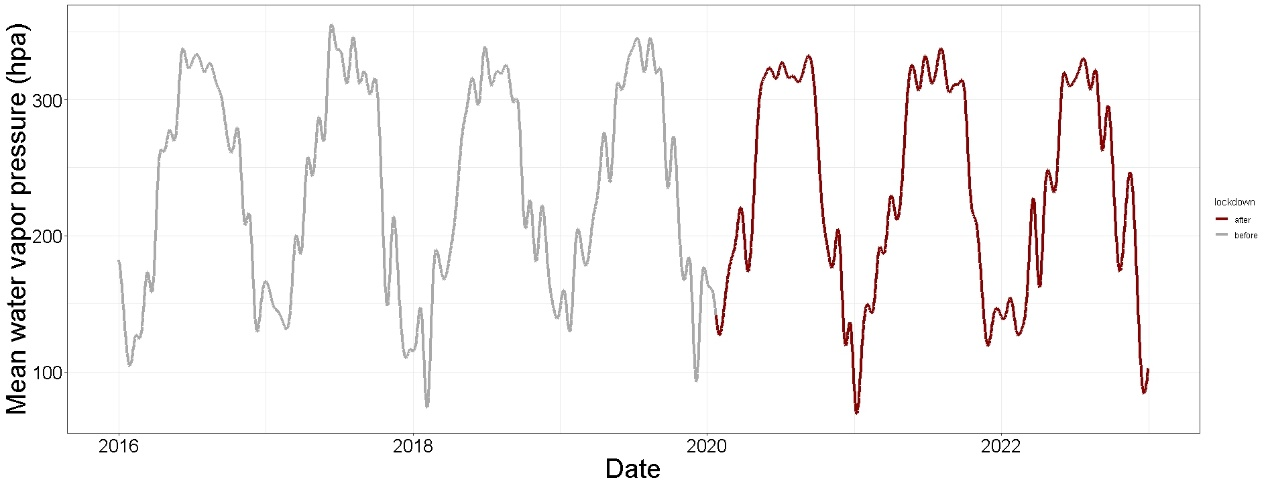 Mean water vapor pressure (hpa)
300
200
100
2016
2018
2020
2022
Date
lockdown
after
before